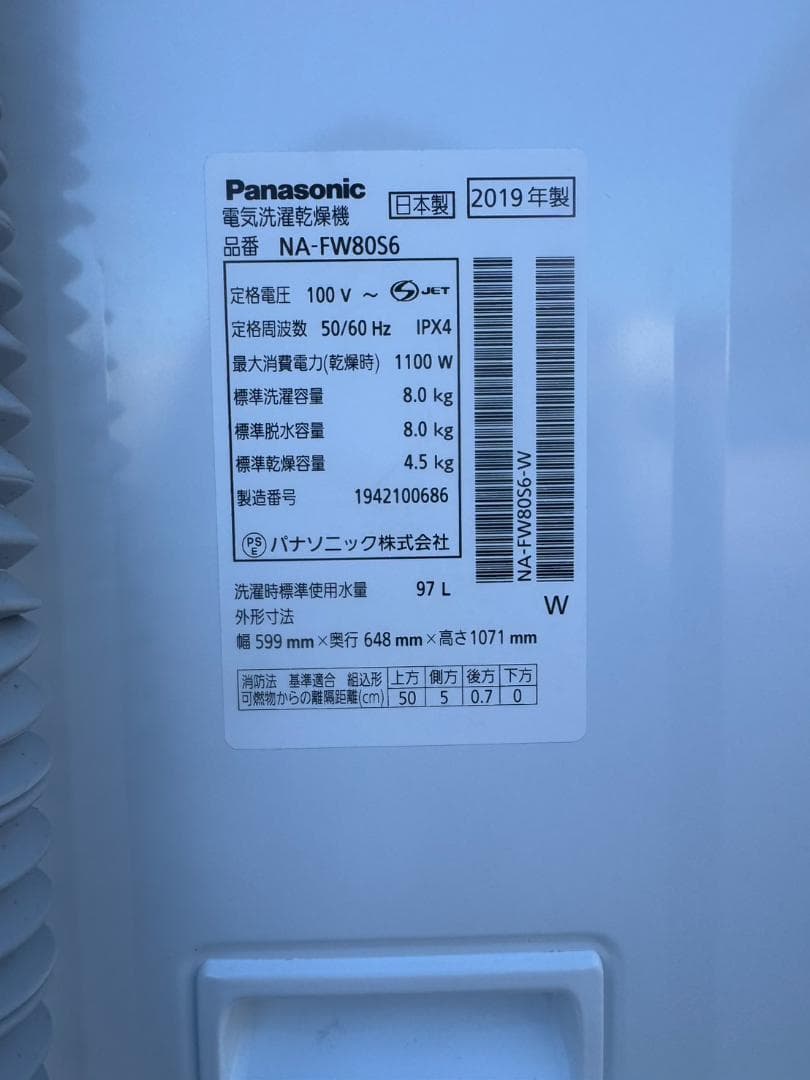 Panasonic
電気洗濯乾燥機 日本製 2019年製
品番 NA-FW80S6
定格電圧 100 V ～ S JET
定格周波数 50/60 Hz IPX4
最大消費電力(乾燥時) 1100 W
標準洗濯容量 8.0 kg
標準脱水容量 8.0 kg
標準乾燥容量 4.5 kg
製造番号 1942100686
PSE パナソニック株式会社
NA-FW80S6-W
W
洗濯時標準使用水量 97 L
外形寸法
幅 599 mm×奥行 648 mm×高さ1071 mm
消防法 基準適合 組込形 上方 側方 後方 下方
可燃物からの離隔距離(cm) 50 5 0.7 0